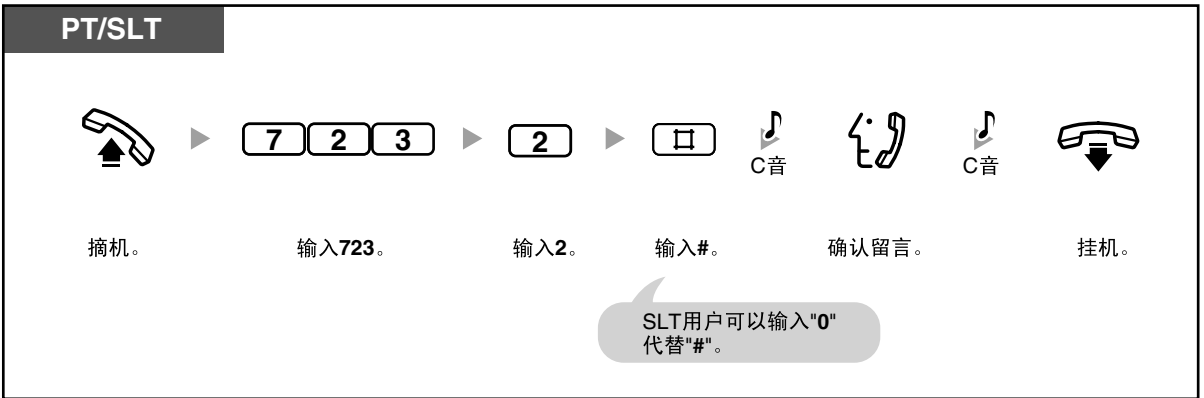 PT/SLT
7 2 3
2
#
C音
C音
摘机。
输入723。
输入2。
输入#。
确认留言。
挂机。
SLT用户可以输入"0"
代替"#"。